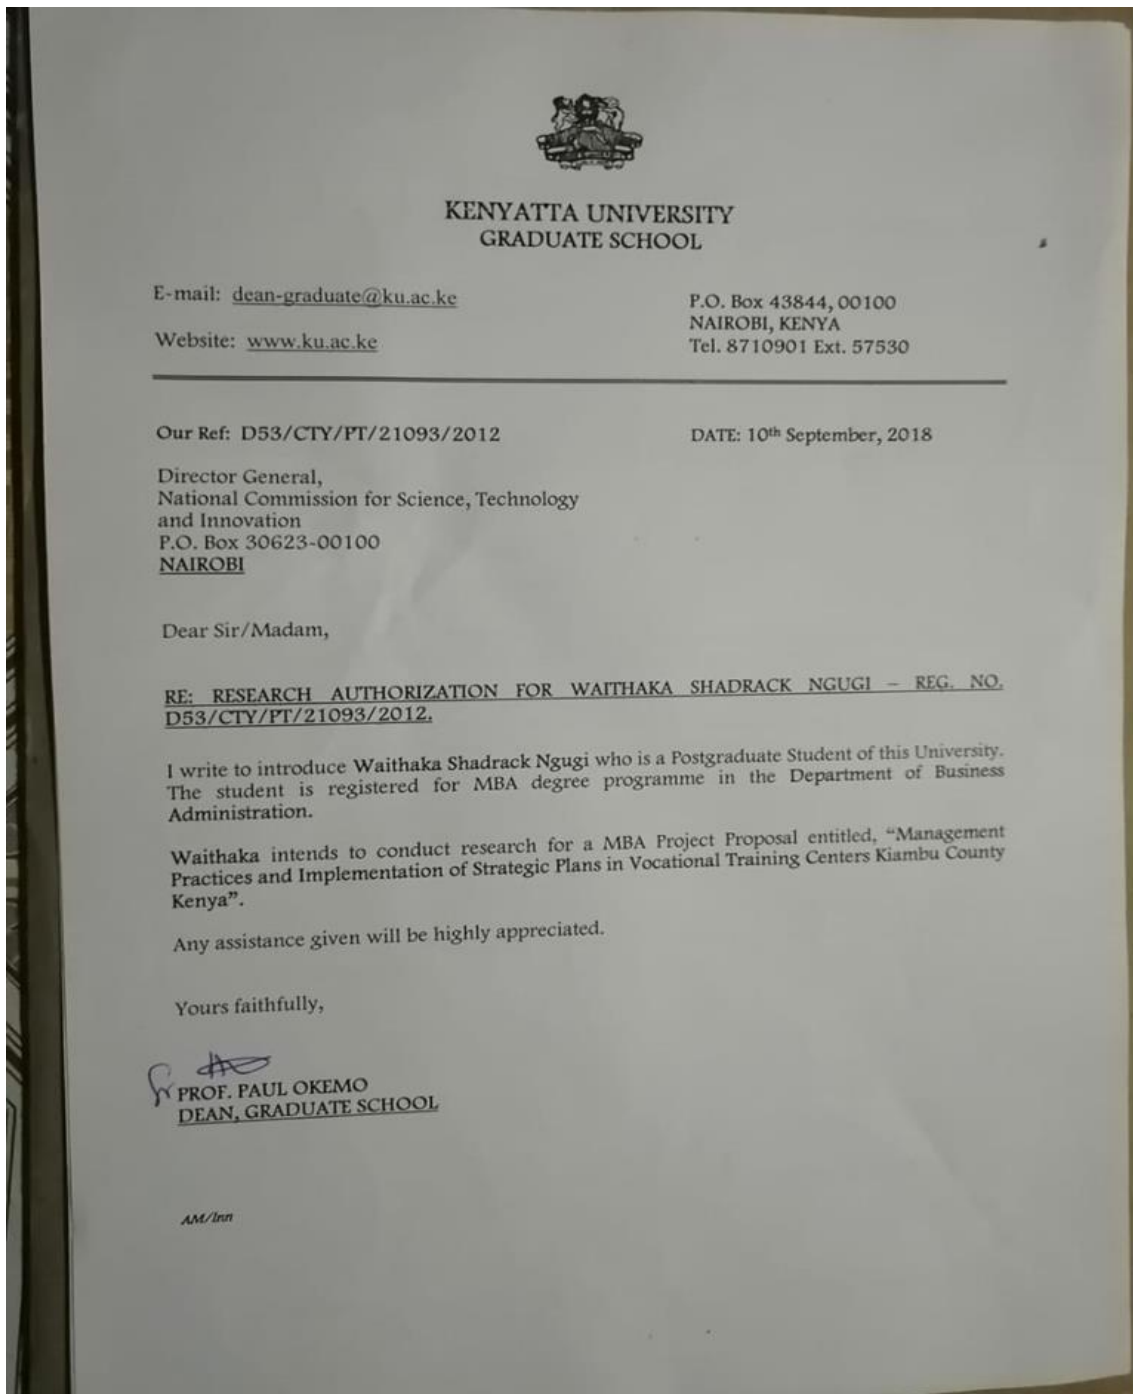 KENYATTA UNIVERSITY
GRADUATE SCHOOL
E-mail: dean-graduate@ku.ac.ke
Website: www.ku.ac.ke
P.O. Box 43844, 00100
NAIROBI, KENYA
Tel. 8710901 Ext. 57530
Our Ref: D53/CTY/PT/21093/2012
DATE: 10th September, 2018
Director General,
National Commission for Science, Technology
and Innovation
P.O. Box 30623-00100
NAIROBI
Dear Sir/Madam,
RE: RESEARCH AUTHORIZATION FOR WAITHAKA SHADRACK NGUGI – REG. NO.
D53/CTY/PT/21093/2012.
I write to introduce Waithaka Shadrack Ngugi who is a Postgraduate Student of this University.
The student is registered for MBA degree programme in the Department of Business
Administration.
Waithaka intends to conduct research for a MBA Project Proposal entitled, “Management
Practices and Implementation of Strategic Plans in Vocational Training Centers Kiambu County
Kenya”.
Any assistance given will be highly appreciated.
Yours faithfully,
PROF. PAUL OKEMO
DEAN, GRADUATE SCHOOL
AM/lnn